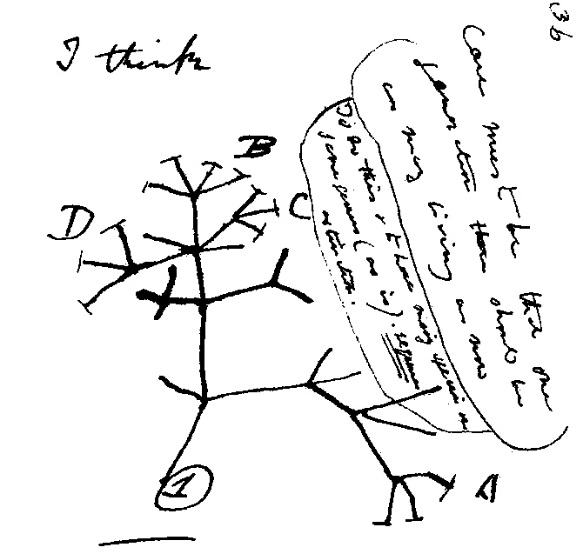 36
I think
Case must be that one
generation then should be
as many living as now
To do this & to have many species in
same genus (as is). requires
extinction.
B
C
D
A
1